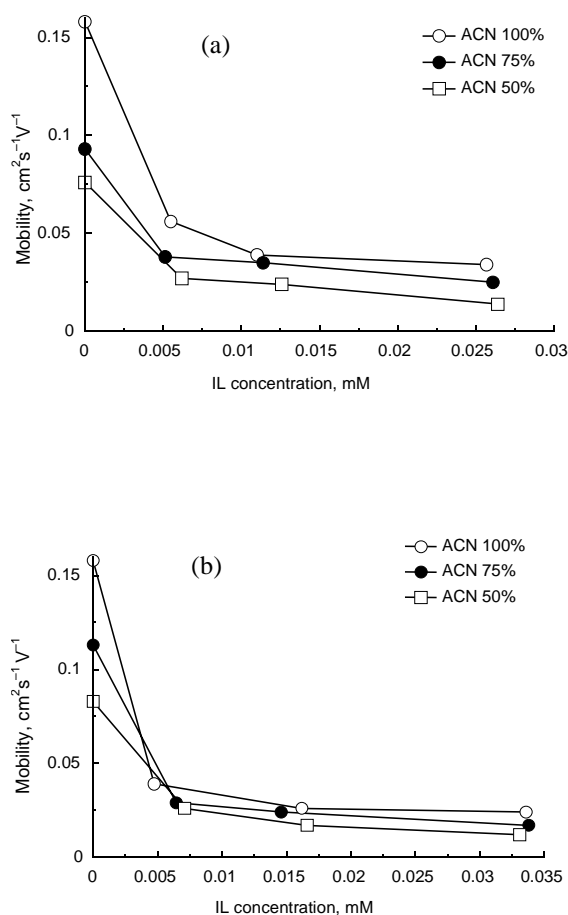 (a)
ACN 100%
ACN 75%
ACN 50%
Mobility, cm²s⁻¹V⁻¹
0.15
0.1
0.05
0
0 0.005 0.01 0.015 0.02 0.025 0.03
IL concentration, mM
(b)
ACN 100%
ACN 75%
ACN 50%
Mobility, cm²s⁻¹ V⁻¹
0.15
0.1
0.05
0
0 0.005 0.01 0.015 0.02 0.025 0.03 0.035
IL concentration, mM